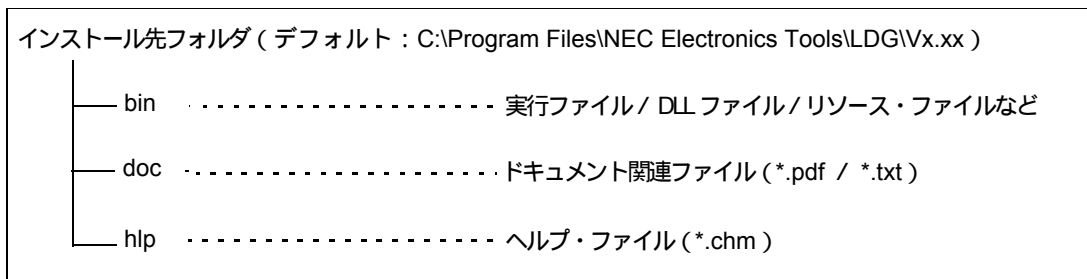 インストール先フォルダ ( デフォルト : C:\Program Files\NEC Electronics Tools\LDG\Vx.xx )
bin 実行ファイル / DLL ファイル / リソース・ファイルなど
doc ドキュメント関連ファイル ( *.pdf / *.txt )
hlp ヘルプ・ファイル ( *.chm )